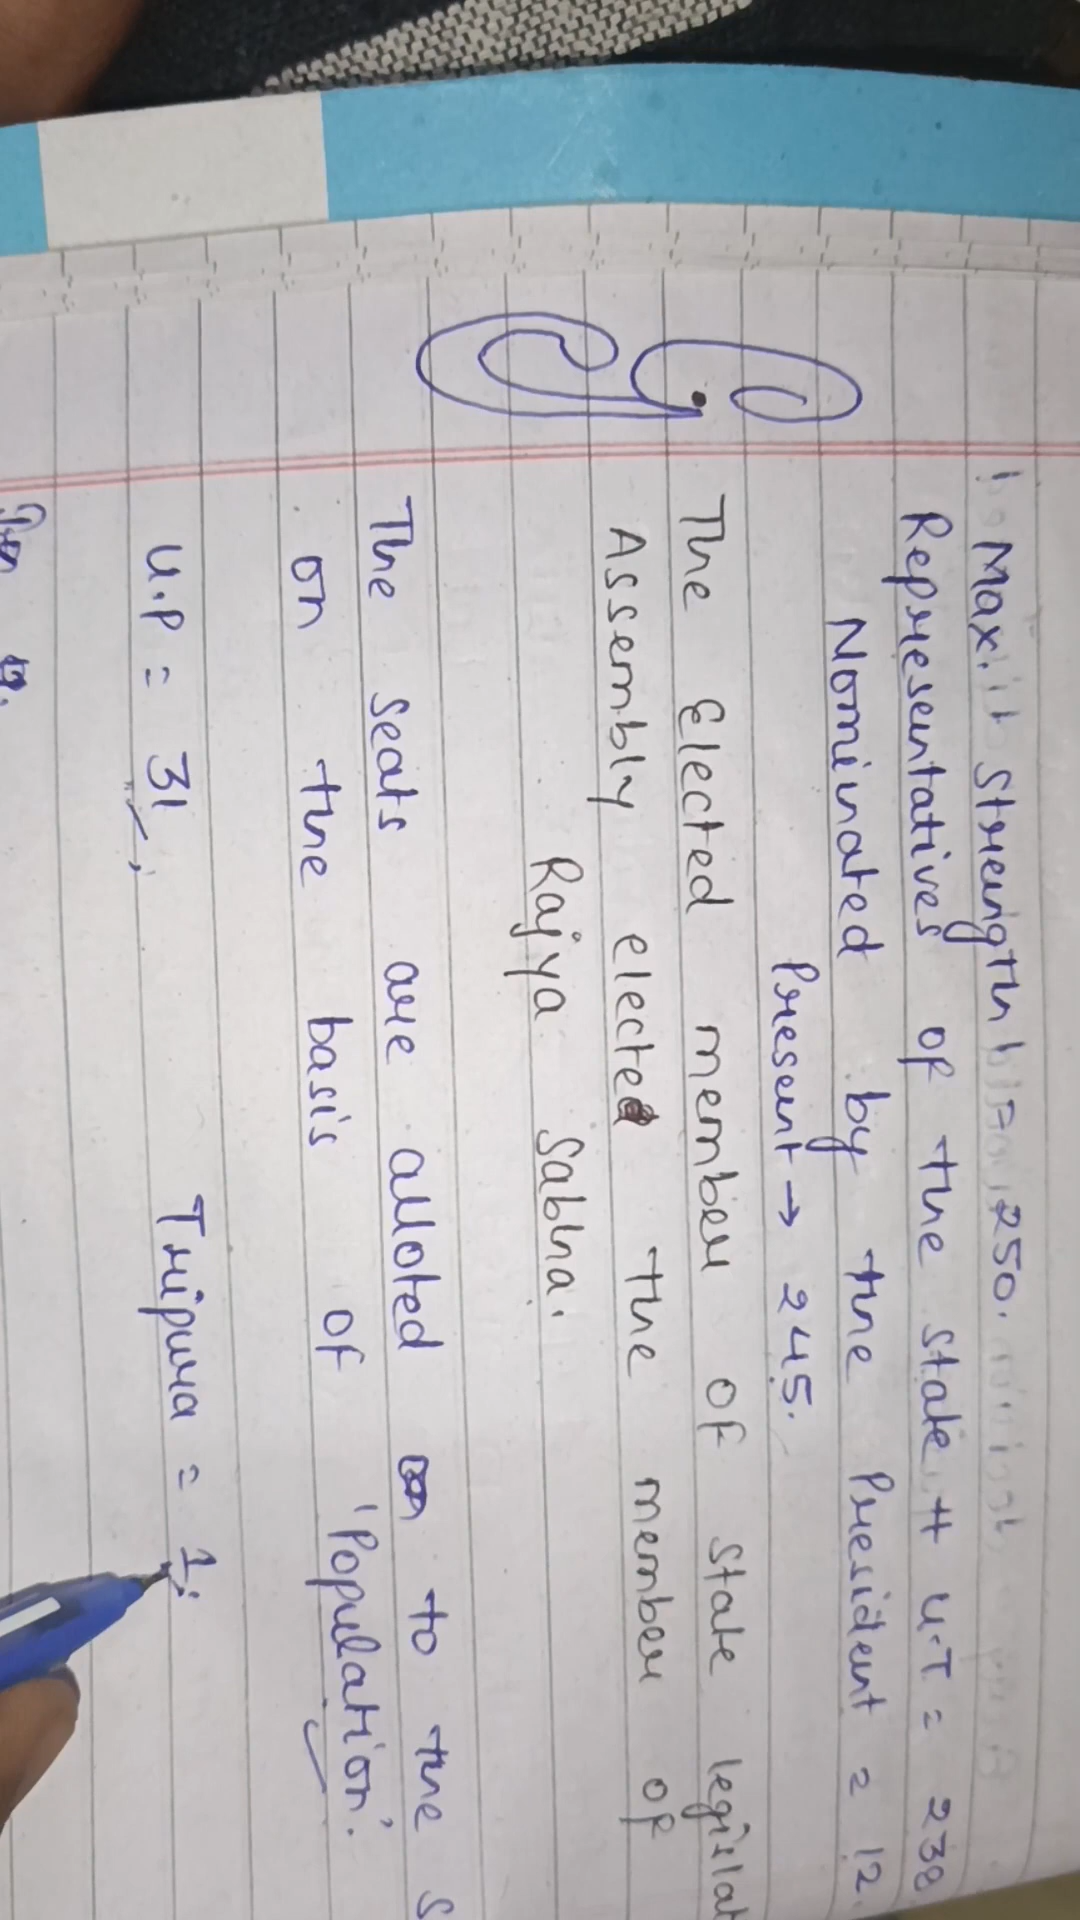 Max. Strength 250.
Representatives of the State + U.T = 238
Nominated by the President = 12.
Present → 245.
The Elected member of state legislat
Assembly elected the member of
Rajya Sabha.
The seats are alloted to the s
on the basis of 'Population'.
U.P = 31, Tripura = 1.